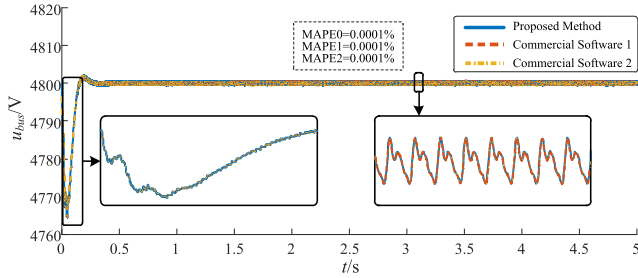 4820
4810
4800
4790
4780
4770
4760
u_bus/V
MAPE0=0.0001%
MAPE1=0.0001%
MAPE2=0.0001%
Proposed Method
Commercial Software 1
Commercial Software 2
0.5 1 1.5 2 2.5 3 3.5 4 4.5 5
t/s